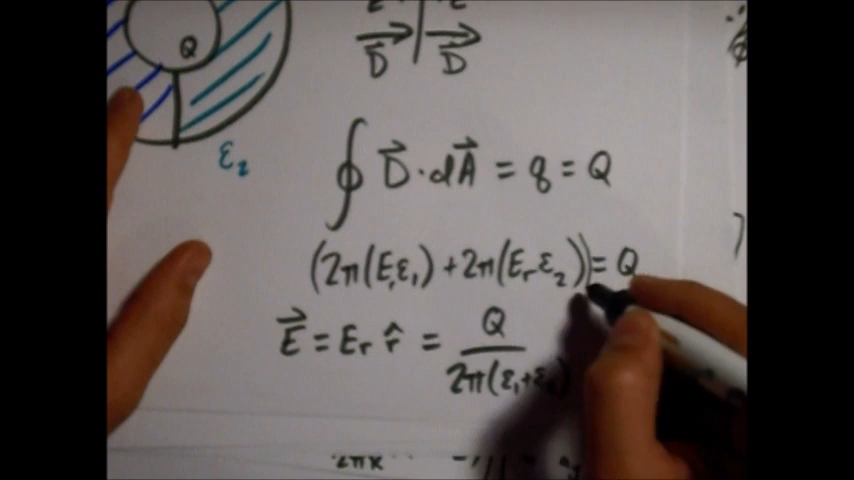 Q
D⃗ D⃗
ε₂
∮ D⃗ · dA⃗ = q = Q
(2π(Eᵣε₁) + 2π(Eᵣε₂)) = Q
E⃗ = Eᵣ r̂ = Q / 2π(ε₁+ε₂)